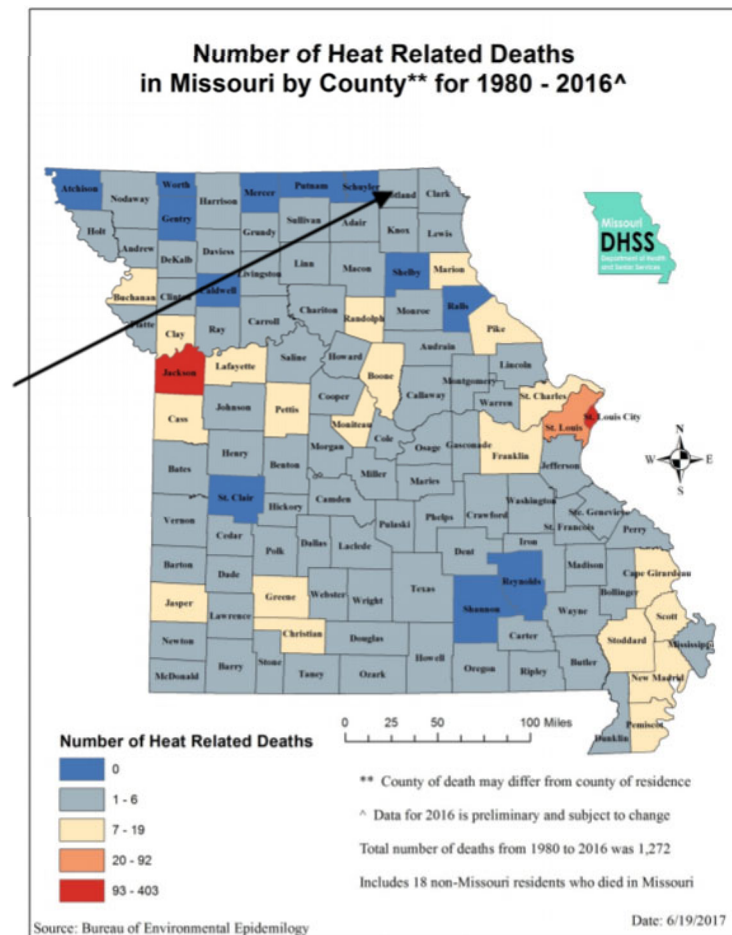 Number of Heat Related Deaths
in Missouri by County** for 1980 - 2016^
Atchison
Nodaway
Worth
Gentry
Harrison
Mercer
Putnam
Schuyler
Clark
Holt
Andrew
DeKalb
Daviess
Grundy
Sullivan
Adair
Knox
Lewis
Livingston
Linn
Macon
Shelby
Marion
Buchanan
Clinton
Caldwell
Chariton
Randolph
Monroe
Ralls
Platte
Clay
Ray
Carroll
Pike
Audrain
Jackson
Lafayette
Saline
Howard
Boone
Callaway
Montgomery
Lincoln
Warren
St. Charles
St. Louis City
St. Louis
Cass
Johnson
Pettis
Cooper
Moniteau
Cole
Osage
Gasconade
Franklin
Jefferson
Bates
Henry
Benton
Morgan
Miller
Maries
St. Clair
Hickory
Camden
Pulaski
Phelps
Crawford
Washington
Ste. Genevieve
St. Francois
Perry
Vernon
Cedar
Polk
Dallas
Laclede
Dent
Iron
Madison
Cape Girardeau
Bollinger
Barton
Dade
Greene
Webster
Wright
Texas
Shannon
Reynolds
Wayne
Scott
Mississippi
Stoddard
Jasper
Lawrence
Christian
Douglas
Howell
Carter
Butler
New Madrid
Newton
McDonald
Barry
Stone
Taney
Ozark
Oregon
Ripley
Dunklin
Pemiscot
Missouri
DHSS
Department of Health
and Senior Services
N
W
E
S
0 25 50 100 Miles
Number of Heat Related Deaths
0
1 - 6
7 - 19
20 - 92
93 - 403
** County of death may differ from county of residence
^ Data for 2016 is preliminary and subject to change
Total number of deaths from 1980 to 2016 was 1,272
Includes 18 non-Missouri residents who died in Missouri
Source: Bureau of Environmental Epidemilogy
Date: 6/19/2017